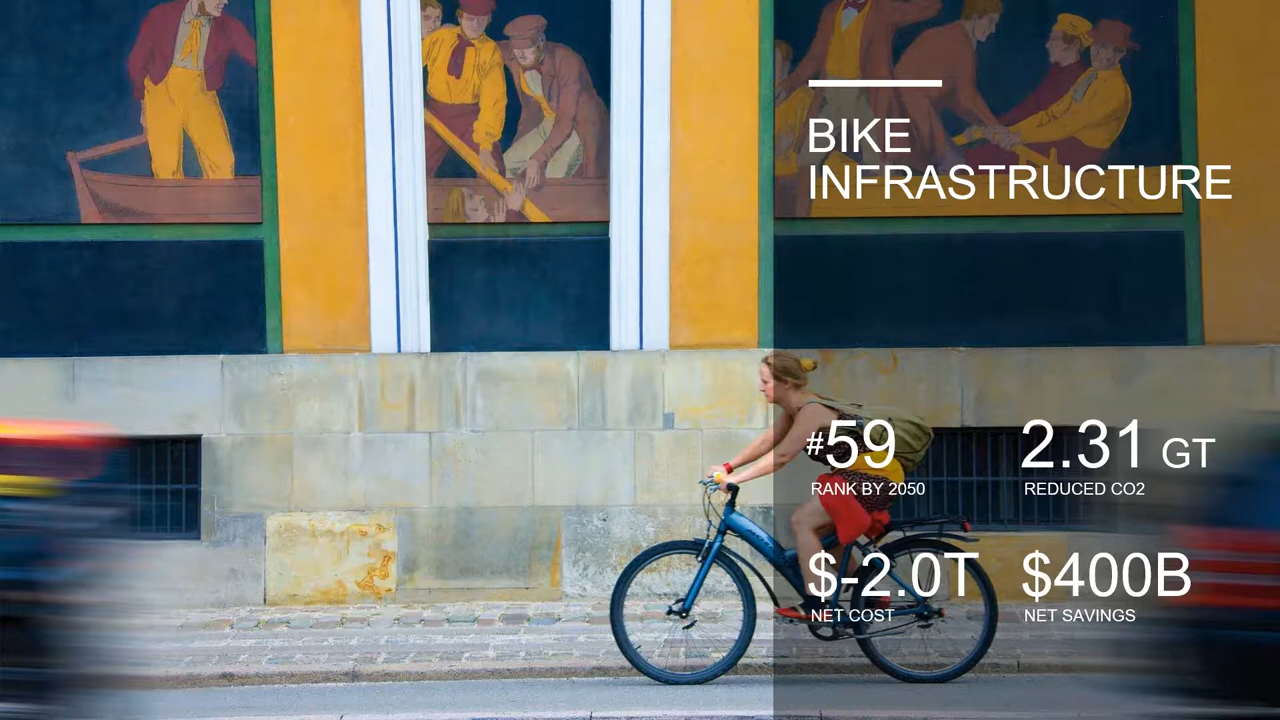 BIKE
INFRASTRUCTURE
#59
RANK BY 2050
2.31 GT
REDUCED CO2
$-2.0T
NET COST
$400B
NET SAVINGS